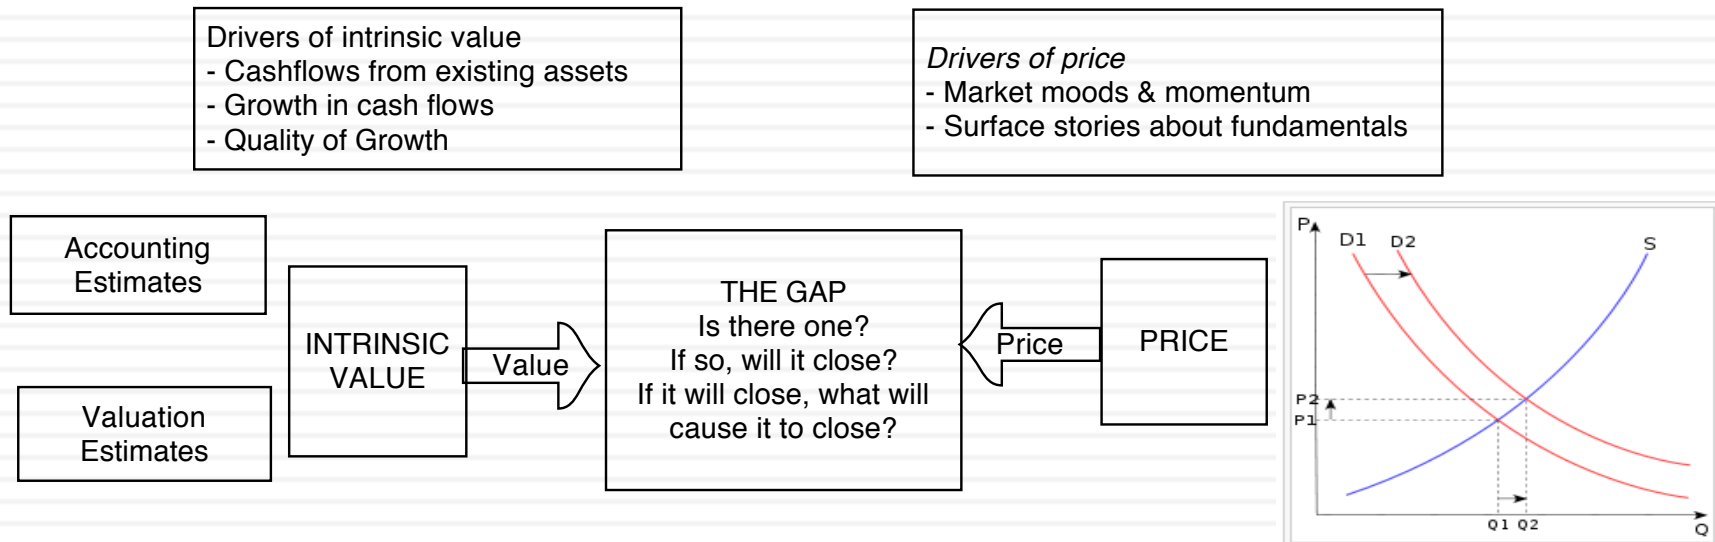 Drivers of intrinsic value
- Cashflows from existing assets
- Growth in cash flows
- Quality of Growth
Drivers of price
- Market moods & momentum
- Surface stories about fundamentals
Accounting
Estimates
Valuation
Estimates
INTRINSIC
VALUE
Value
THE GAP
Is there one?
If so, will it close?
If it will close, what will
cause it to close?
Price
PRICE
P
D1 D2
S
P2
P1
Q1 Q2
Q